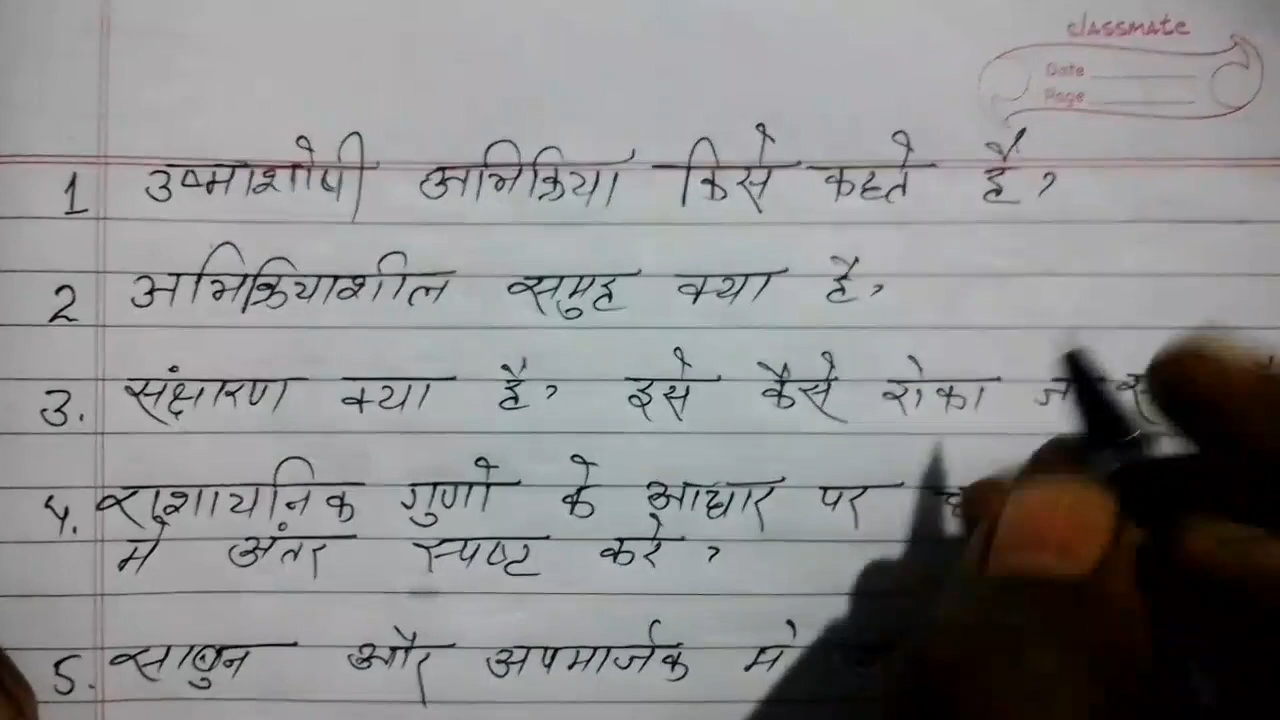 classmate
Date
Page
1 उष्माशोषी अभिक्रिया किसे कहते हैं?
2 अभिक्रियाशील समुह क्या है,
3. संक्षारण क्या है? इसे कैसे रोका
4. राशायनिक गुणो के आधार पर
मे अंतर स्पष्ट करे ?
5. साबुन और अपमार्जक मे